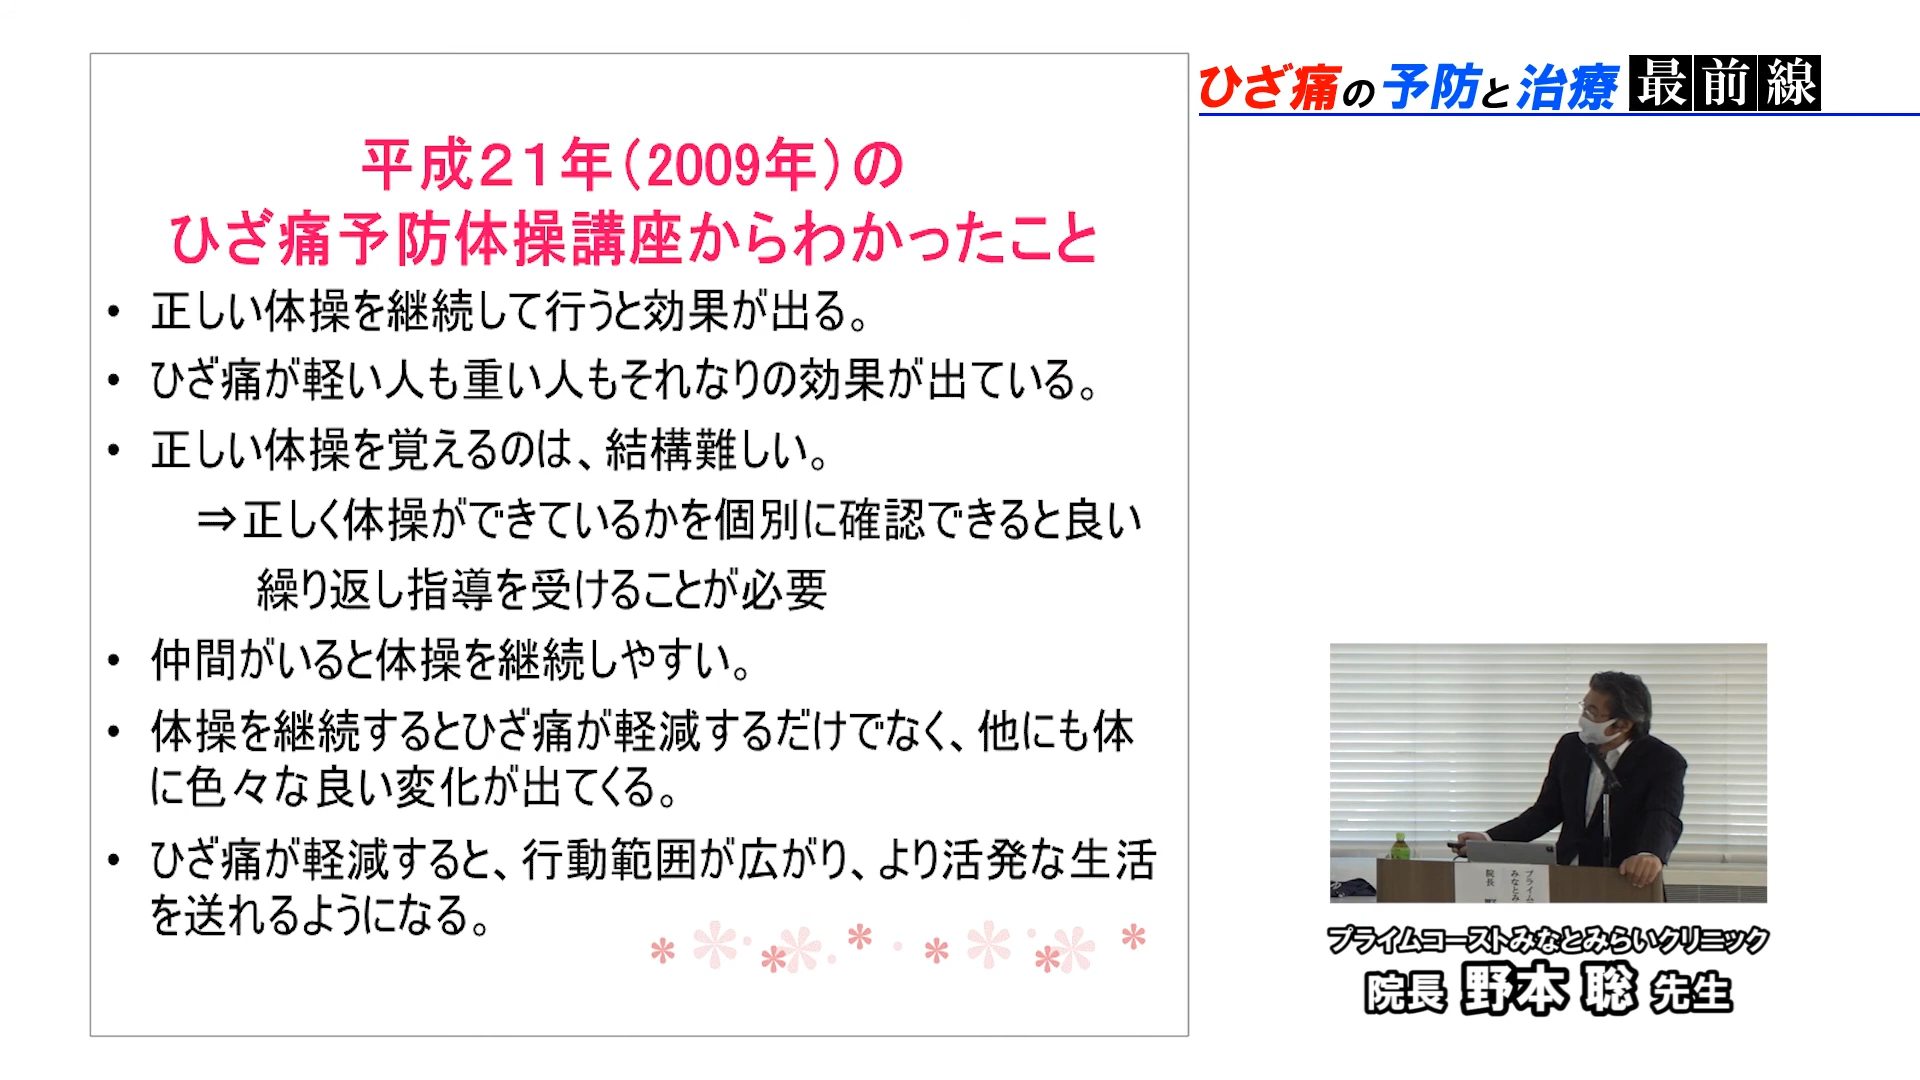 ひざ痛の予防と治療 最前線
平成21年(2009年)の
ひざ痛予防体操講座からわかったこと
• 正しい体操を継続して行うと効果が出る。
• ひざ痛が軽い人も重い人もそれなりの効果が出ている。
• 正しい体操を覚えるのは、結構難しい。
⇒正しく体操ができているかを個別に確認できると良い
繰り返し指導を受けることが必要
• 仲間がいると体操を継続しやすい。
• 体操を継続するとひざ痛が軽減するだけでなく、他にも体
に色々な良い変化が出てくる。
• ひざ痛が軽減すると、行動範囲が広がり、より活発な生活
を送れるようになる。
プライム
みなとみ
院長
プライムコーストみなとみらいクリニック
院長 野本 聡 先生